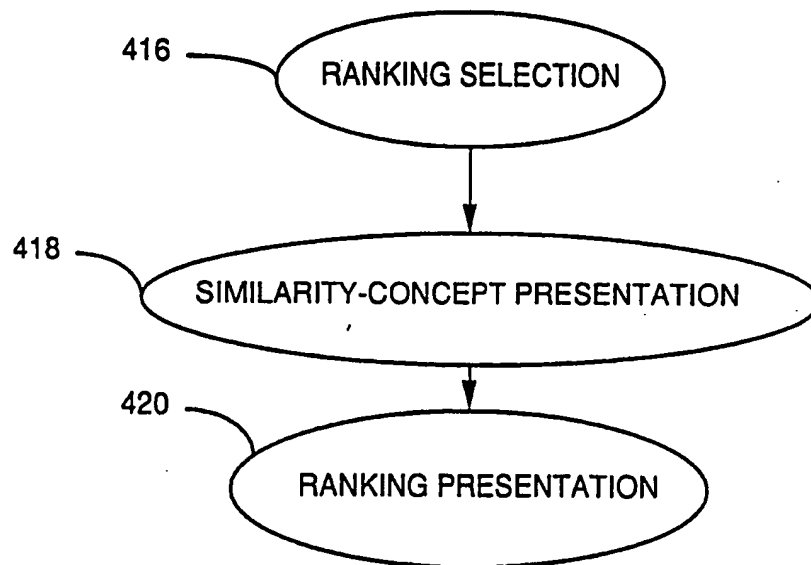 416
RANKING SELECTION
418
SIMILARITY-CONCEPT PRESENTATION
420
RANKING PRESENTATION